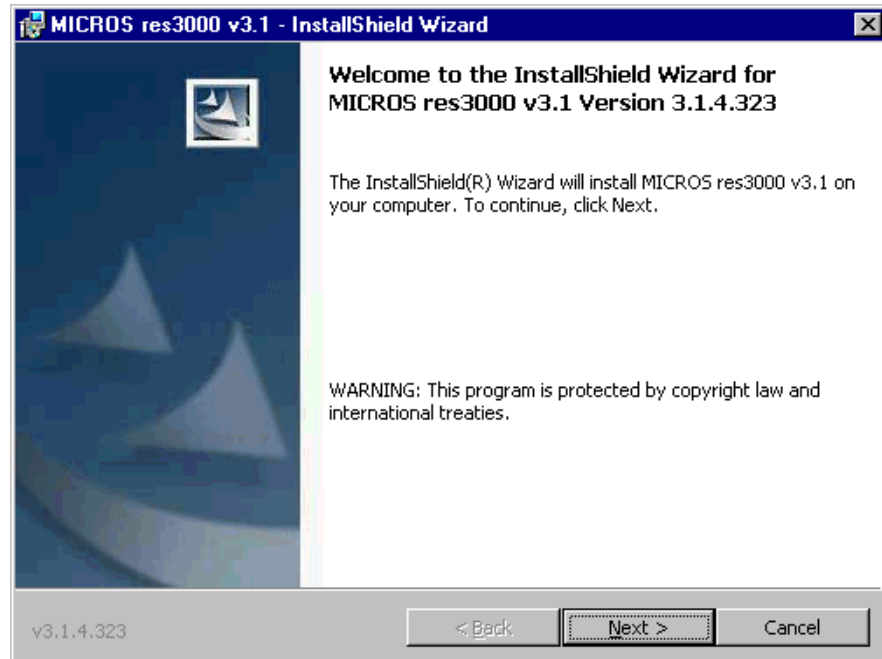 MICROS res3000 v3.1 - InstallShield Wizard
Welcome to the InstallShield Wizard for
MICROS res3000 v3.1 Version 3.1.4.323
The InstallShield(R) Wizard will install MICROS res3000 v3.1 on
your computer. To continue, click Next.
WARNING: This program is protected by copyright law and
international treaties.
v3.1.4.323
< Back
Next >
Cancel